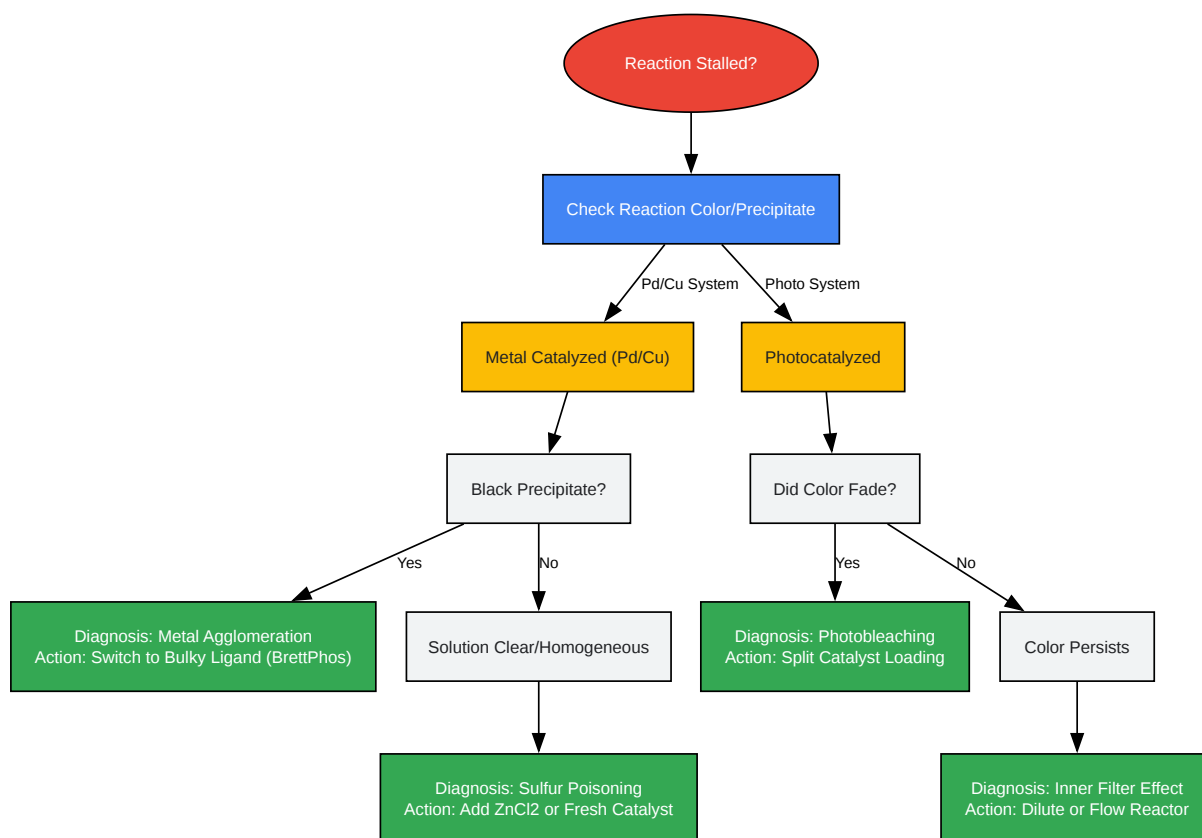 Reaction Stalled?
Check Reaction Color/Precipitate
Pd/Cu System
Photo System
Metal Catalyzed (Pd/Cu)
Photocatalyzed
Black Precipitate?
Did Color Fade?
Yes
No
Yes
No
Diagnosis: Metal Agglomeration
Action: Switch to Bulky Ligand (BrettPhos)
Solution Clear/Homogeneous
Diagnosis: Photobleaching
Action: Split Catalyst Loading
Color Persists
Diagnosis: Sulfur Poisoning
Action: Add ZnCl2 or Fresh Catalyst
Diagnosis: Inner Filter Effect
Action: Dilute or Flow Reactor